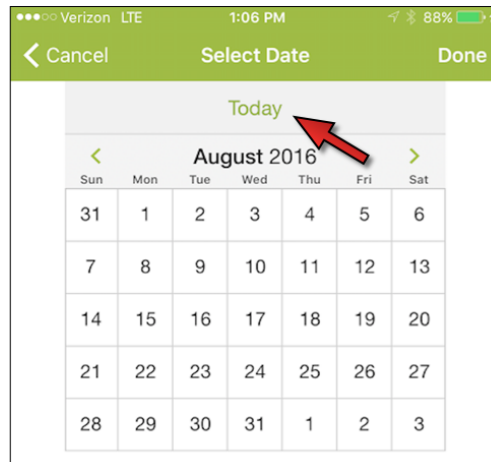 Verizon LTE 1:06 PM 88%
Cancel Select Date Done
Today
August 2016
Sun Mon Tue Wed Thu Fri Sat
31 1 2 3 4 5 6
7 8 9 10 11 12 13
14 15 16 17 18 19 20
21 22 23 24 25 26 27
28 29 30 31 1 2 3